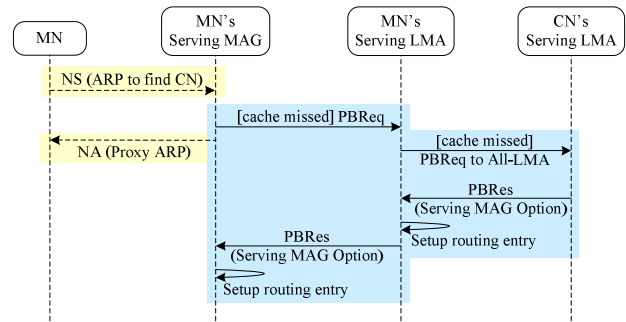 MN
MN's
Serving MAG
MN's
Serving LMA
CN's
Serving LMA
NS (ARP to find CN)
[cache missed] PBReq
NA (Proxy ARP)
[cache missed]
PBReq to All-LMA
PBRes
(Serving MAG Option)
Setup routing entry
PBRes
(Serving MAG Option)
Setup routing entry